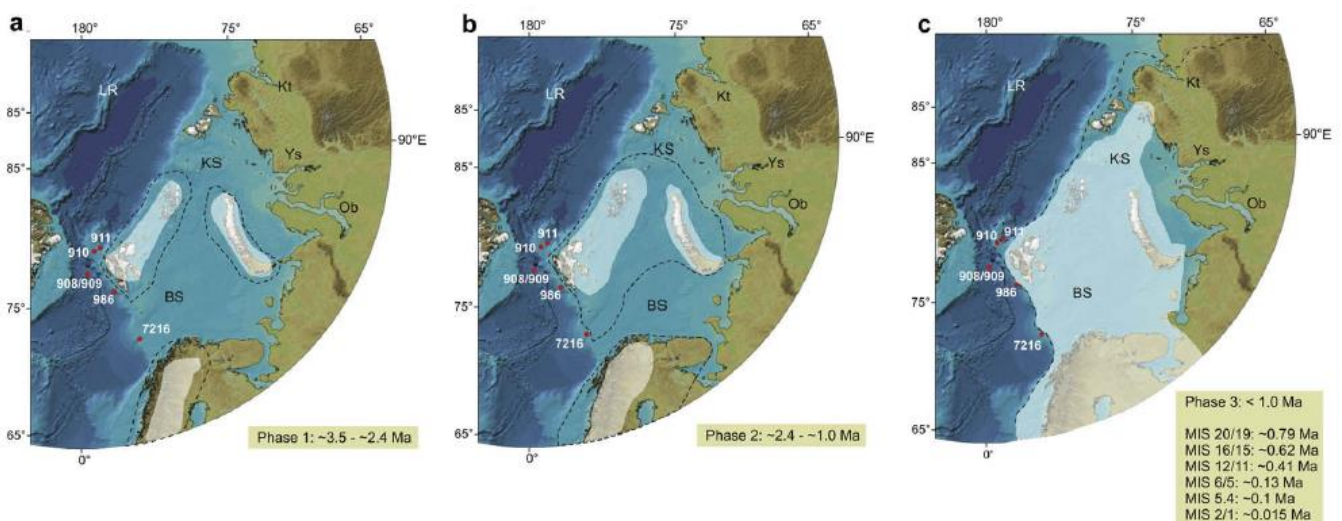 a
180°
75°
65°
LR
Kt
85°
90°E
KS
Ys
85°
Ob
911
910
908/909
75°
986
BS
7216
65°
0°
Phase 1: ~3.5 - ~2.4 Ma
b
180°
75°
65°
LR
Kt
85°
90°E
KS
Ys
85°
Ob
911
910
908/909
986
75°
BS
7216
65°
0°
Phase 2: ~2.4 - ~1.0 Ma
c
180°
75°
65°
LR
Kt
85°
90°E
KS
Ys
85°
Ob
910
911
908/909
986
75°
BS
7216
65°
0°
Phase 3: < 1.0 Ma
MIS 20/19: ~0.79 Ma
MIS 16/15: ~0.62 Ma
MIS 12/11: ~0.41 Ma
MIS 6/5: ~0.13 Ma
MIS 5.4: ~0.1 Ma
MIS 2/1: ~0.015 Ma